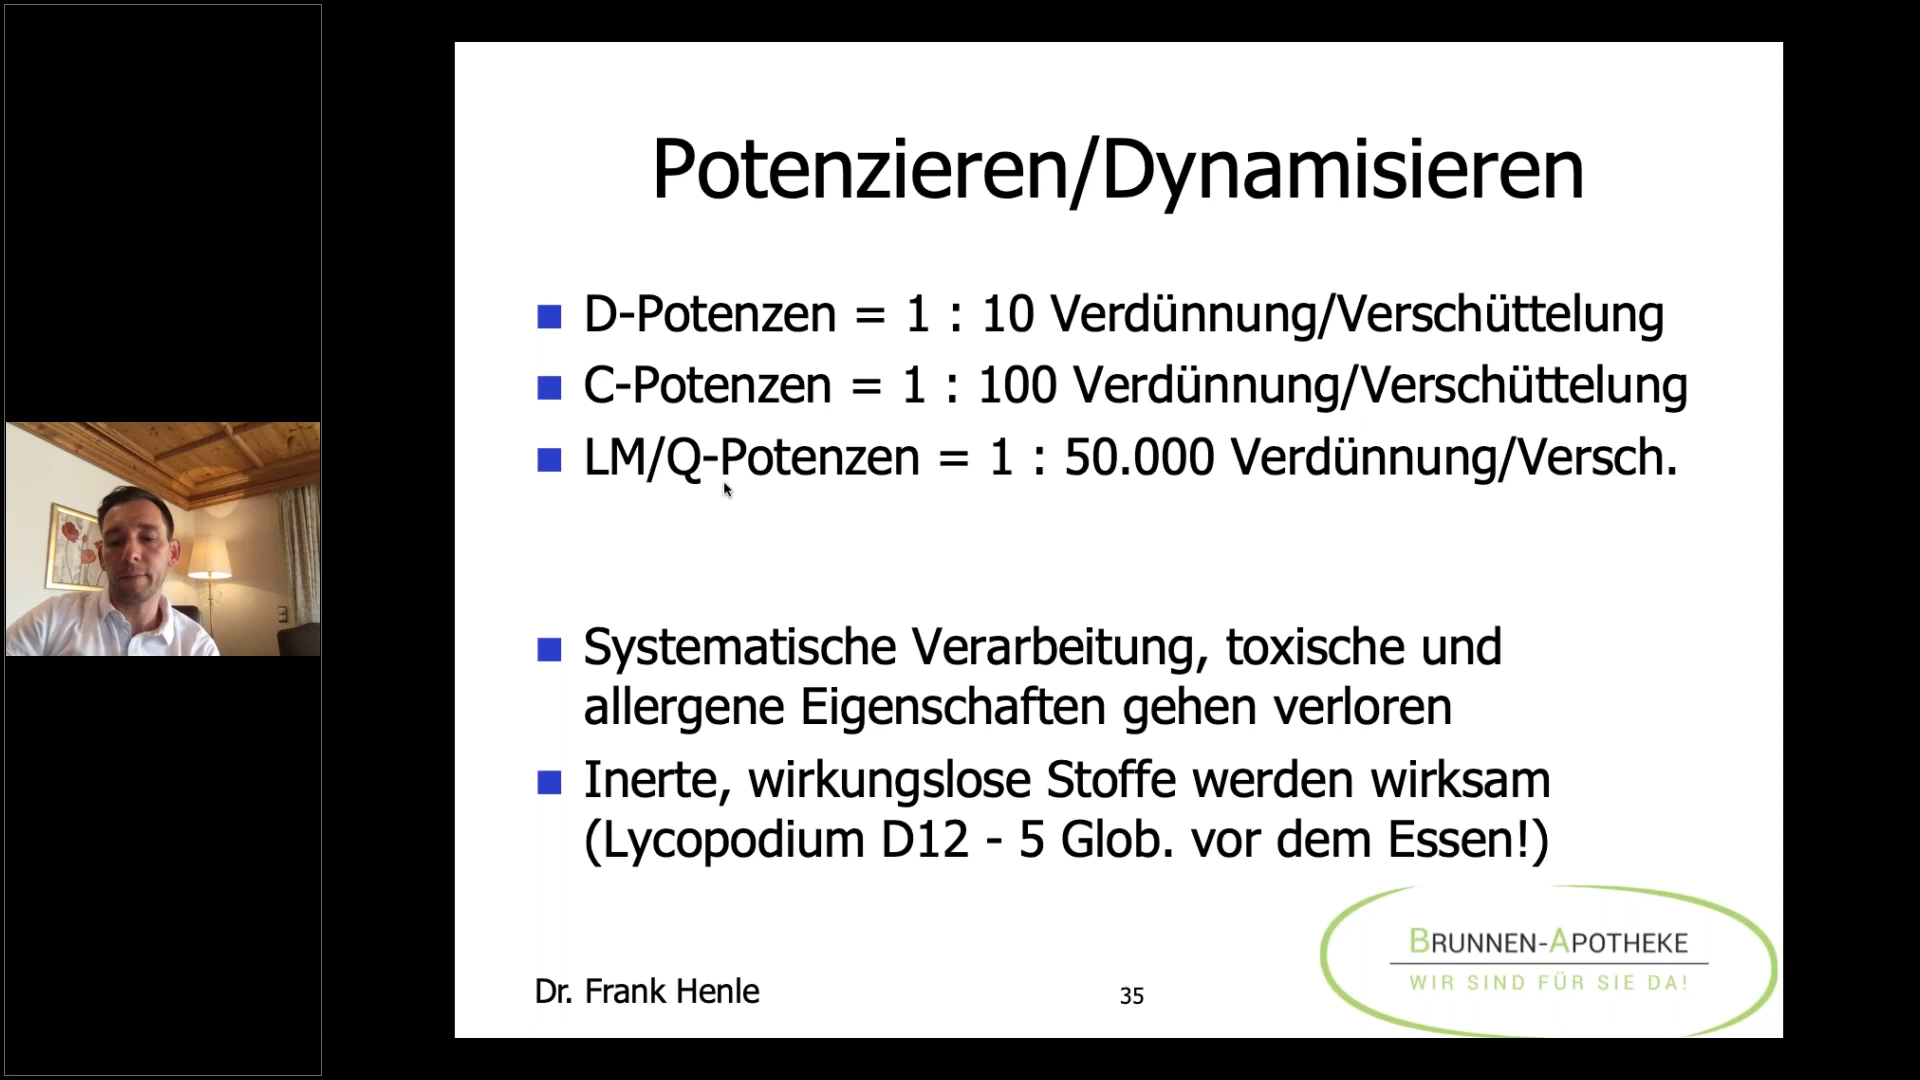 Potenzieren/Dynamisieren
D-Potenzen = 1 : 10 Verdünnung/Verschüttelung
C-Potenzen = 1 : 100 Verdünnung/Verschüttelung
LM/Q-Potenzen = 1 : 50.000 Verdünnung/Versch.
Systematische Verarbeitung, toxische und
allergene Eigenschaften gehen verloren
Inerte, wirkungslose Stoffe werden wirksam
(Lycopodium D12 - 5 Glob. vor dem Essen!)
BRUNNEN-APOTHEKE
WIR SIND FÜR SIE DA!
Dr. Frank Henle
35